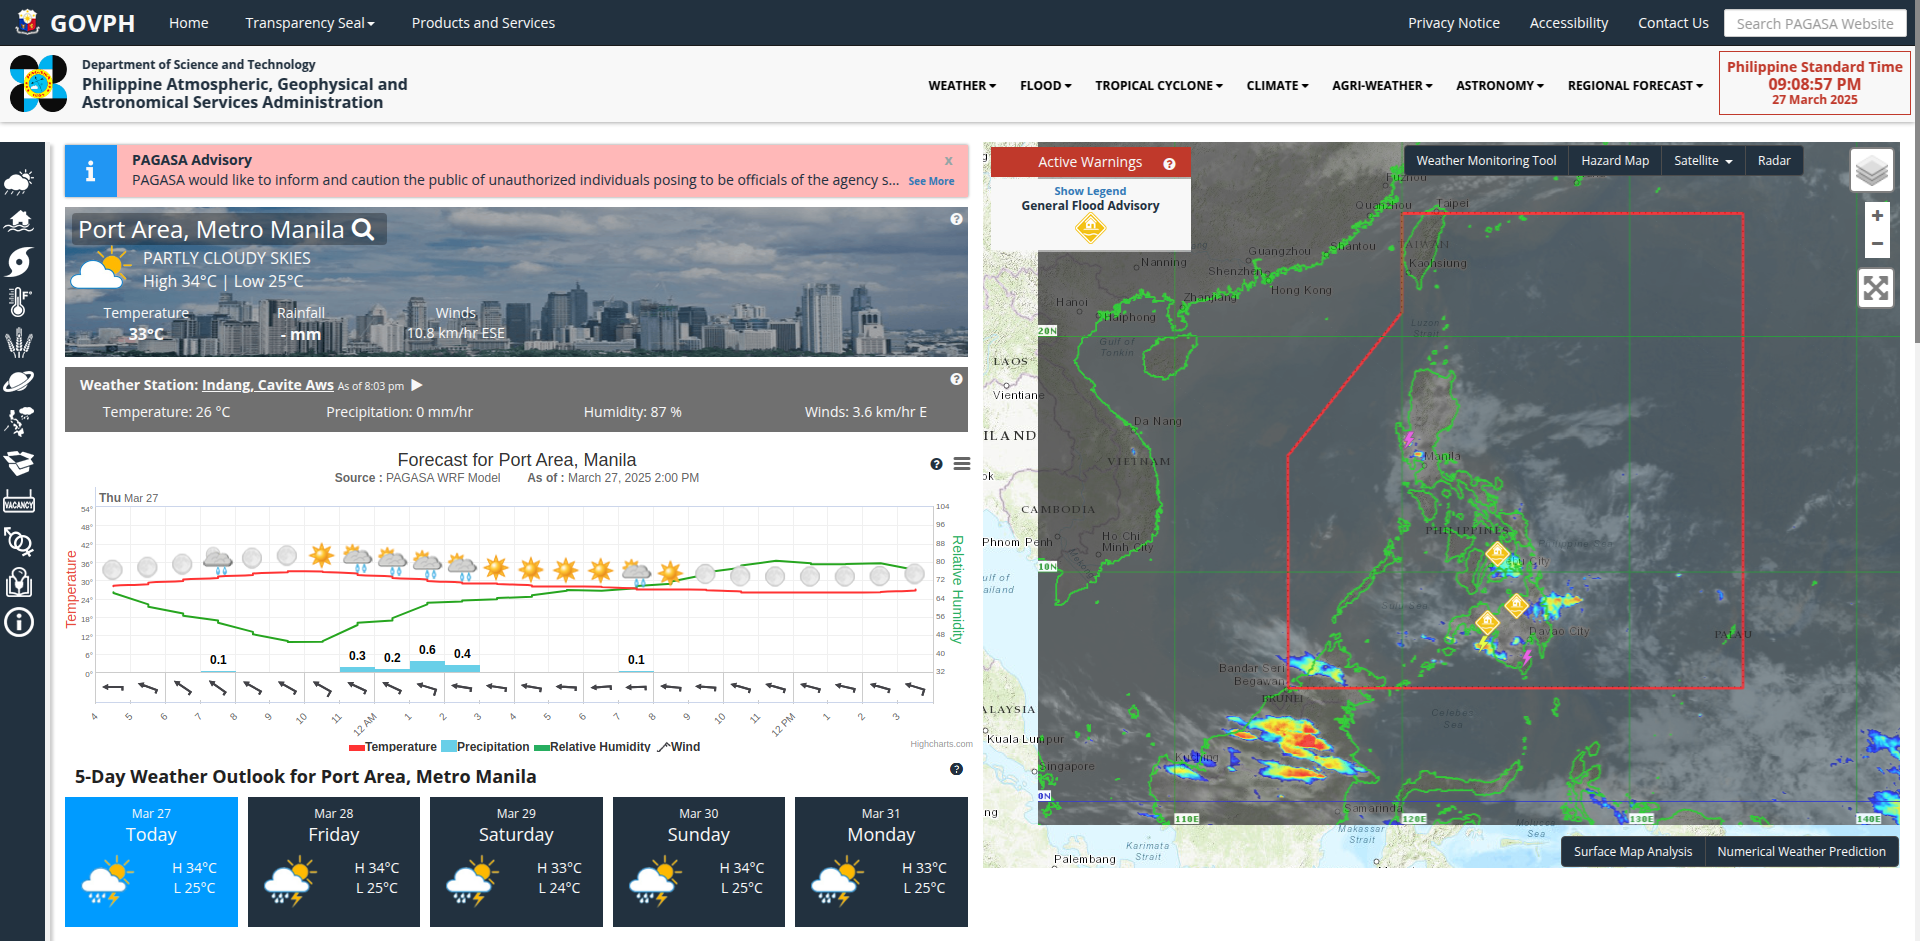 GOVPH
Home
Transparency Seal
Products and Services
Privacy Notice
Accessibility
Contact Us
Search PAGASA Website
Department of Science and Technology
Philippine Atmospheric, Geophysical and
Astronomical Services Administration
WEATHER
FLOOD
TROPICAL CYCLONE
CLIMATE
AGRI-WEATHER
ASTRONOMY
REGIONAL FORECAST
Philippine Standard Time
09:08:57 PM
27 March 2025
VACANCY
PAGASA Advisory
x
PAGASA would like to inform and caution the public of unauthorized individuals posing to be officials of the agency s... See More
Port Area, Metro Manila
PARTLY CLOUDY SKIES
High 34°C | Low 25°C
Temperature
33°C
Rainfall
- mm
Winds
10.8 km/hr ESE
Weather Station: Indang, Cavite Aws As of 8:03 pm
Temperature: 26 °C
Precipitation: 0 mm/hr
Humidity: 87 %
Winds: 3.6 km/hr E
Forecast for Port Area, Manila
Source : PAGASA WRF Model As of : March 27, 2025 2:00 PM
Thu Mar 27
Temperature
54° 48° 42° 36° 30° 24° 18° 12° 6° 0°
104 96 88 80 72 64 56 48 40 32
Relative Humidity
0.1 0.3 0.2 0.6 0.4 0.1
4 5 6 7 8 9 10 11 12 AM 1 2 3 4 5 6 7 8 9 10 11 12 PM 1 2 3
Temperature Precipitation Relative Humidity Wind
Highcharts.com
5-Day Weather Outlook for Port Area, Metro Manila
Mar 27
Today
H 34°C
L 25°C
Mar 28
Friday
H 34°C
L 25°C
Mar 29
Saturday
H 33°C
L 24°C
Mar 30
Sunday
H 34°C
L 25°C
Mar 31
Monday
H 33°C
L 25°C
Active Warnings
Show Legend
General Flood Advisory
Weather Monitoring Tool
Hazard Map
Satellite
Radar
+
−
Fuzhou
Quanzhou
Taipei
Shantou
TAIWAN
Kaohsiung
Guangzhou
Nanning
Shenzhen
Hong Kong
Zhanjiang
Hanoi
Haiphong
20N
Gulf of
Tonkin
Luzon
Strait
LAOS
Vientiane
Da Nang
ILAND
VIETNAM
Manila
ok
CAMBODIA
PHILIPPINES
Phnom Penh
Ho Chi
Minh City
10N
ulf of
ailand
Davao City
PALAU
Bandar Seri
Begawan
BRUNEI
ALAYSIA
Celebes
Sea
Kuala Lumpur
Kuching
Singapore
0N
ng
Samarinda
110E
120E
130E
140E
Makassar
Strait
Molucca
Sea
Karimata
Strait
Palembang
Surface Map Analysis
Numerical Weather Prediction